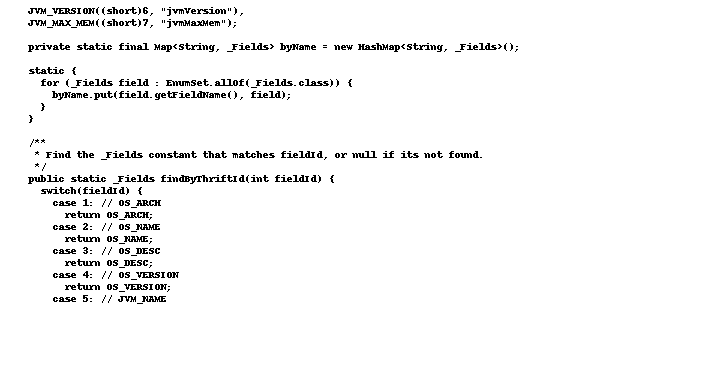 JVM_VERSION((short)6, "jvmVersion"),
JVM_MAX_MEM((short)7, "jvmMaxMem");
private static final Map<String, _Fields> byName = new HashMap<String, _Fields>();
static {
for (_Fields field : EnumSet.allOf(_Fields.class)) {
byName.put(field.getFieldName(), field);
}
}
/**
* Find the _Fields constant that matches fieldId, or null if its not found.
*/
public static _Fields findByThriftId(int fieldId) {
switch(fieldId) {
case 1: // OS_ARCH
return OS_ARCH;
case 2: // OS_NAME
return OS_NAME;
case 3: // OS_DESC
return OS_DESC;
case 4: // OS_VERSION
return OS_VERSION;
case 5: // JVM_NAME